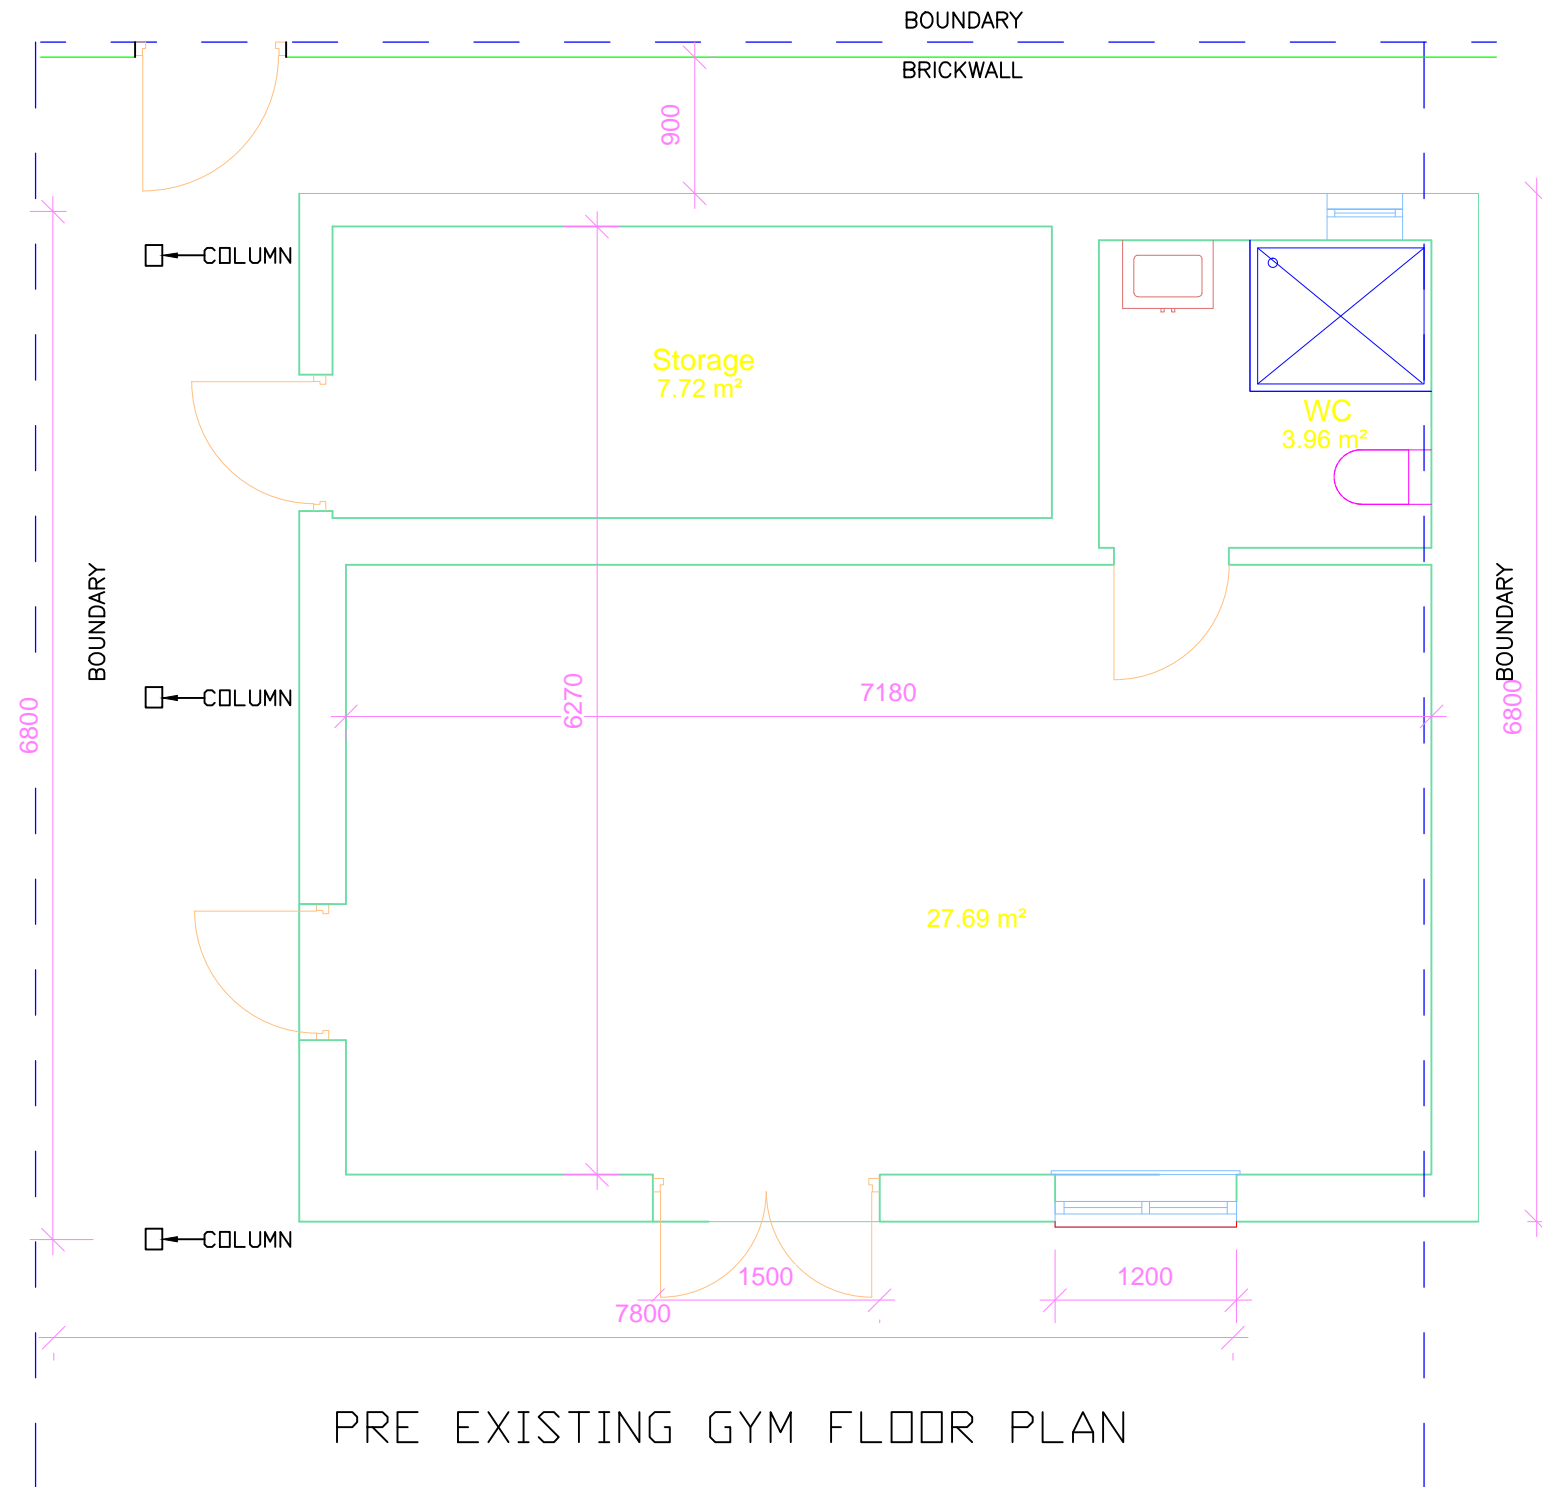 BOUNDARY
BRICKWALL
900
COLUMN
Storage
7.72 m²
WC
3.96 m²
BOUNDARY
BOUNDARY
6800
COLUMN
6270
7180
6800
27.69 m²
COLUMN
1500
1200
7800
PRE EXISTING GYM FLOOR PLAN